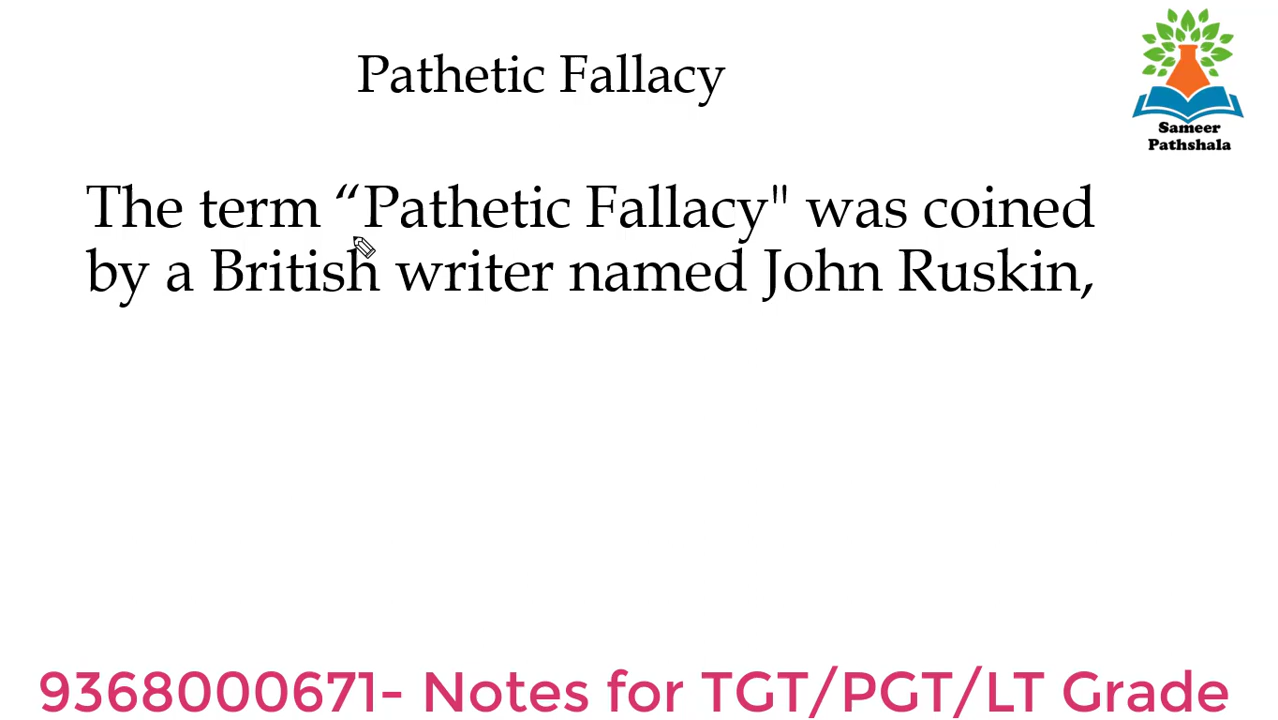 Pathetic Fallacy
Sameer
Pathshala
The term “Pathetic Fallacy" was coined
by a British writer named John Ruskin,
9368000671- Notes for TGT/PGT/LT Grade